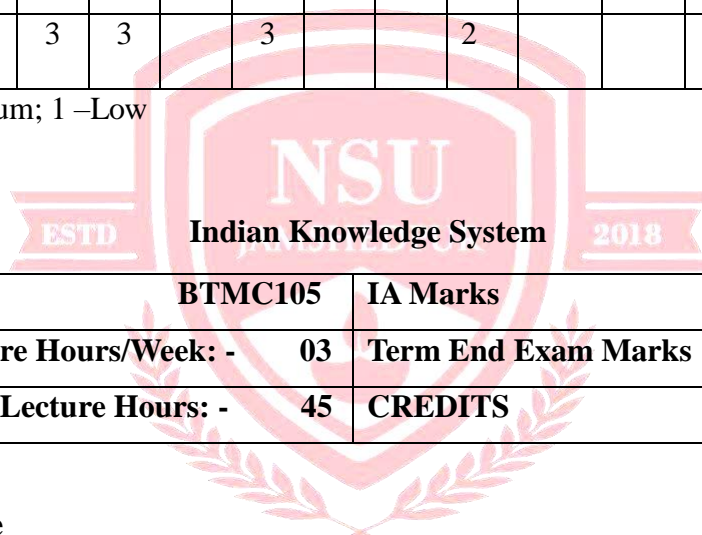 3 3 3 2
um; 1 –Low
NSU
ESTD 2018
Indian Knowledge System
BTMC105 IA Marks
re Hours/Week: - 03 Term End Exam Marks
Lecture Hours: - 45 CREDITS
e